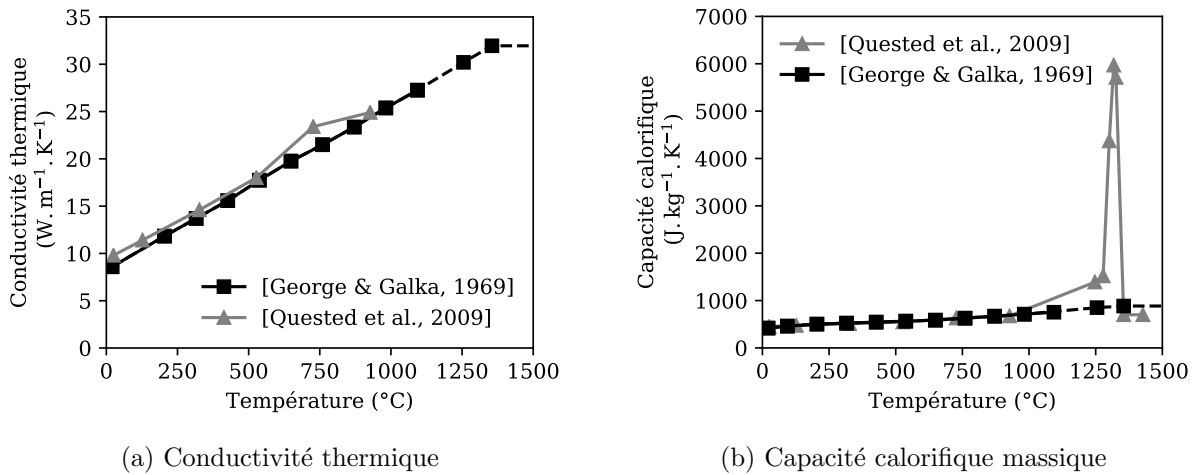 35
30
25
20
15
10
5
0
Conductivité thermique
(W. m⁻¹. K⁻¹)
[George & Galka, 1969]
[Quested et al., 2009]
0 250 500 750 1000 1250 1500
Température (°C)
(a) Conductivité thermique
7000
6000
5000
4000
3000
2000
1000
0
Capacité calorifique
(J. kg⁻¹. K⁻¹)
[Quested et al., 2009]
[George & Galka, 1969]
0 250 500 750 1000 1250 1500
Température (°C)
(b) Capacité calorifique massique